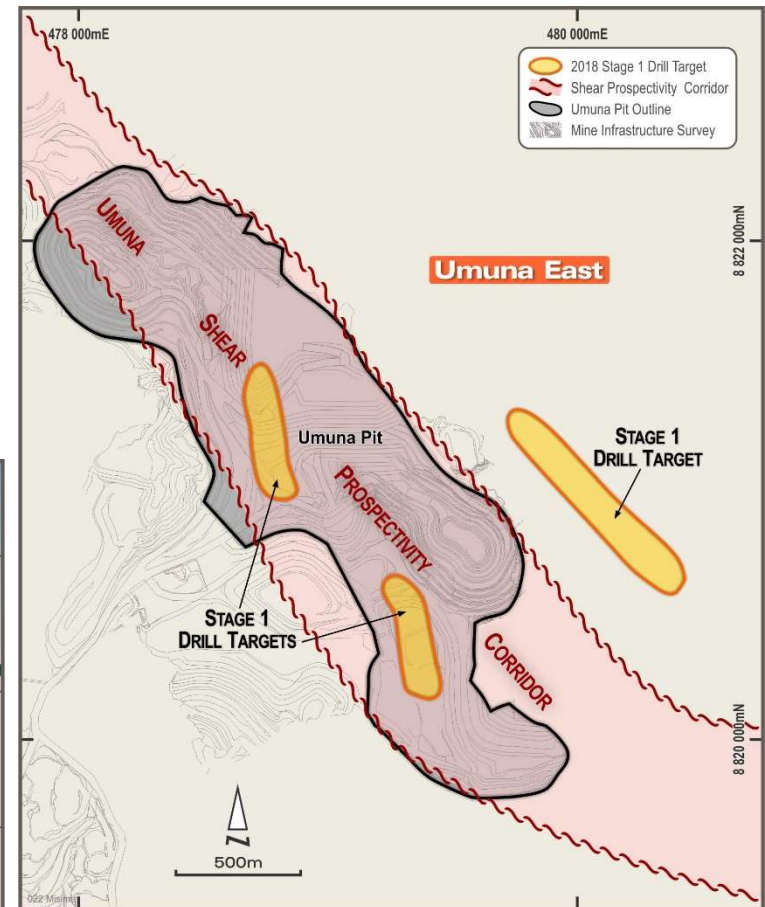 478 000mE
480 000mE
2018 Stage 1 Drill Target
Shear Prospectivity Corridor
Umuna Pit Outline
Mine Infrastructure Survey
UMUNA
8 822 000mN
Umuna East
SHEAR
Umuna Pit
STAGE 1
DRILL TARGET
PROSPECTIVITY
STAGE 1
DRILL TARGETS
CORRIDOR
8 820 000mN
N
500m
022 Misima